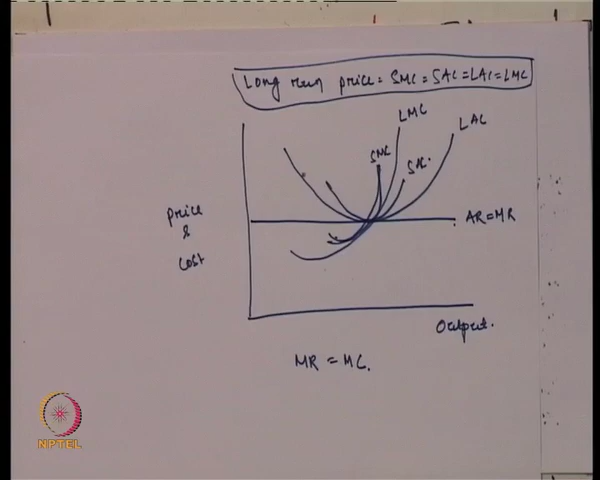 Long run price = SMC = SAC = LAC = LMC
LMC
LAC
SMC
SAC.
Price
&
Cost
AR = MR
Output.
MR = MC.
NPTEL